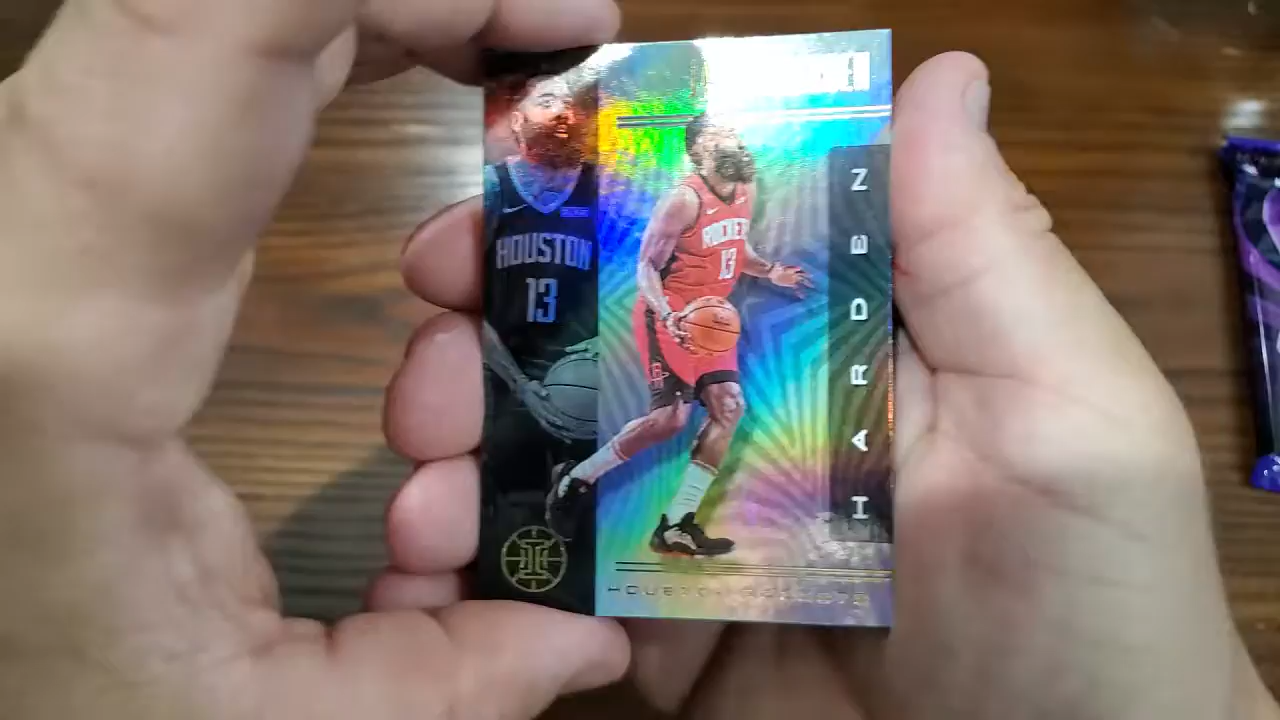 HOUSTON
13
ROCKETS
13
HARDEN
HOUSTON ROCKETS